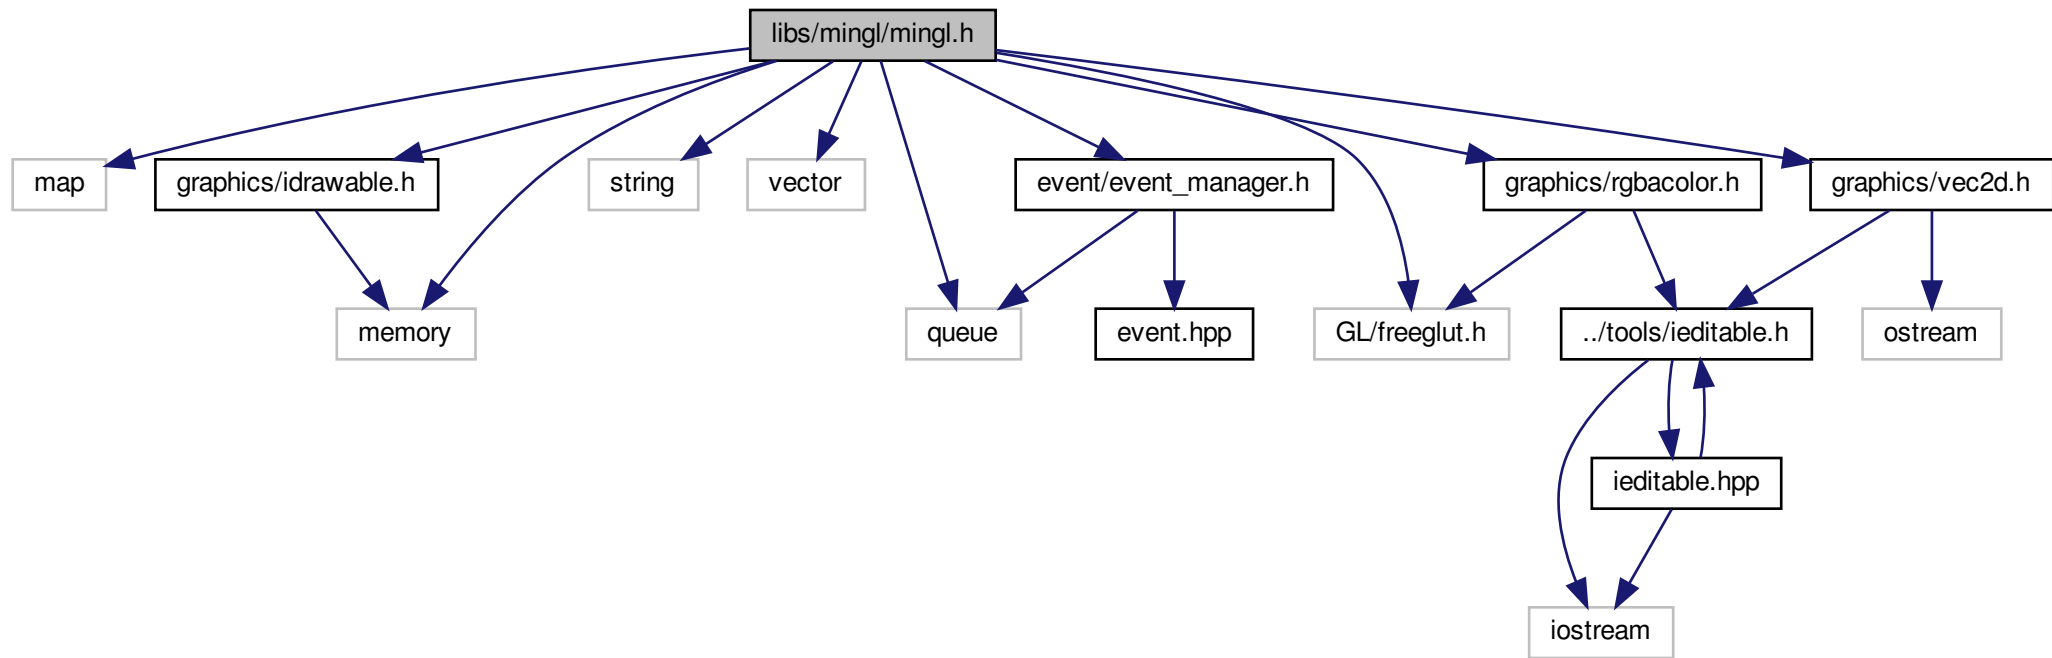 libs/mingl/mingl.h
map
graphics/idrawable.h
string
vector
event/event_manager.h
graphics/rgbacolor.h
graphics/vec2d.h
memory
queue
event.hpp
GL/freeglut.h
../tools/ieditable.h
ostream
ieditable.hpp
iostream